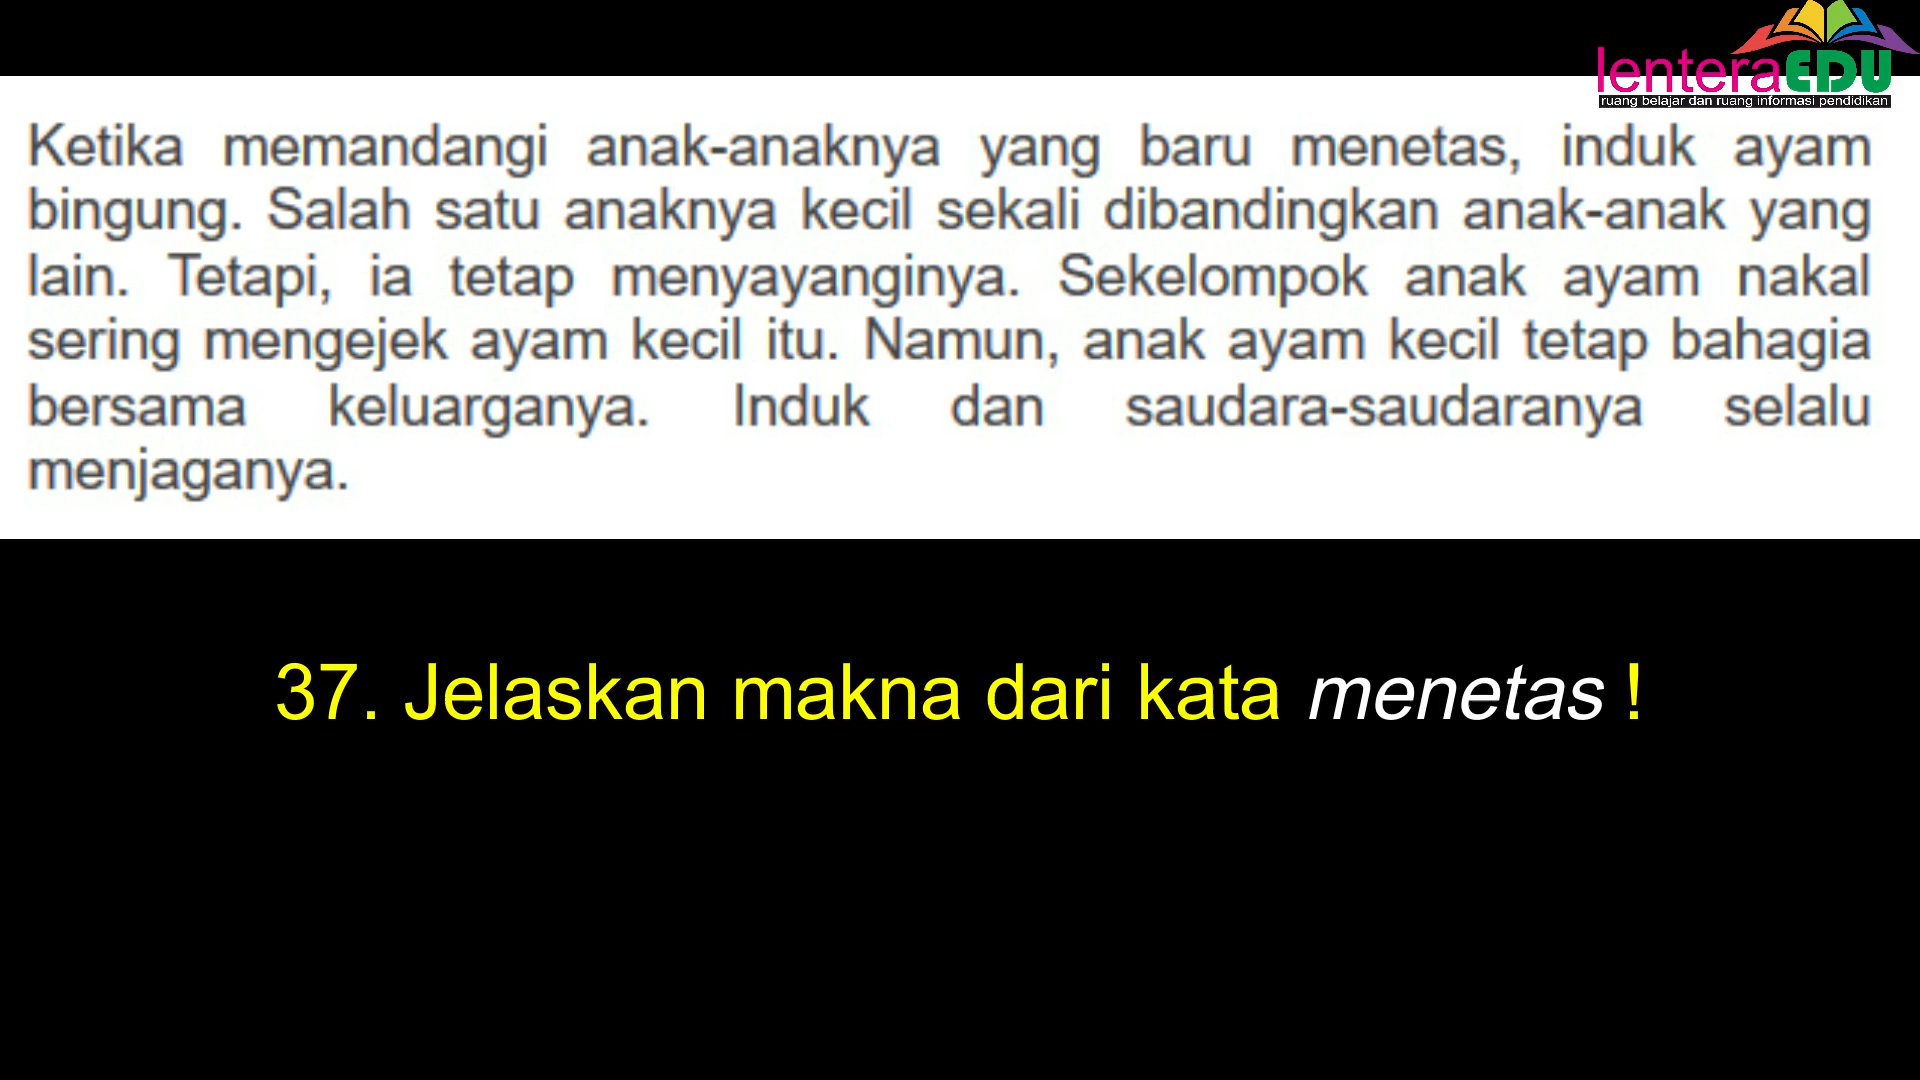 lenteraEDU
ruang belajar dan ruang informasi pendidikan
Ketika memandangi anak-anaknya yang baru menetas, induk ayam
bingung. Salah satu anaknya kecil sekali dibandingkan anak-anak yang
lain. Tetapi, ia tetap menyayanginya. Sekelompok anak ayam nakal
sering mengejek ayam kecil itu. Namun, anak ayam kecil tetap bahagia
bersama keluarganya. Induk dan saudara-saudaranya selalu
menjaganya.
37. Jelaskan makna dari kata menetas !